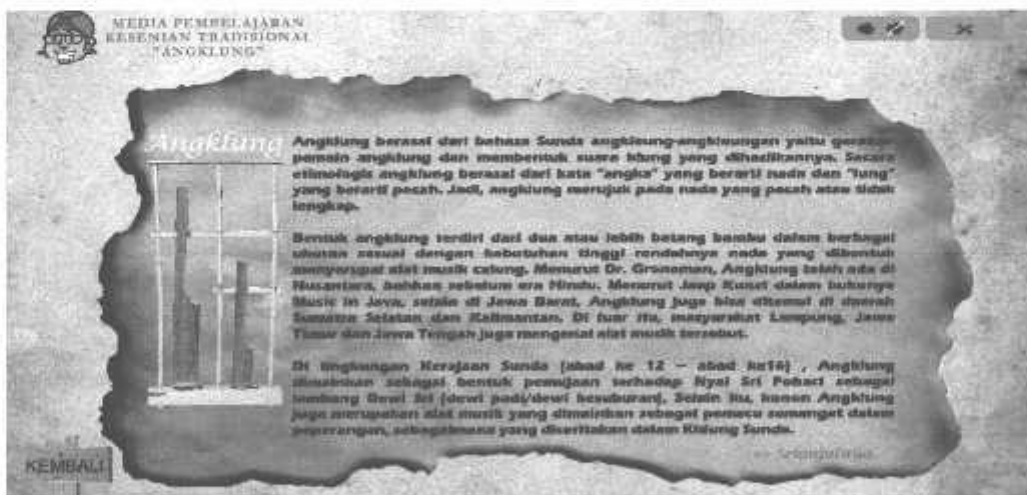 MEDIA PEMBELAJARAN
KESENIAN TRADISIONAL
"ANGKLUNG"
Angklung
Angklung berasal dari bahasa Sunda angkleung-angkleungan yaitu gerakan
pemain angklung dan membentuk suara klung yang dihasilkannya. Secara
etimologis angklung berasal dari kata "angka" yang berarti nada dan "lung"
yang berarti pecah. Jadi, angklung merujuk pada nada yang pecah atau tidak
lengkap.
Bentuk angklung terdiri dari dua atau lebih batang bambu dalam berbagai
ukuran sesuai dengan kebutuhan tinggi rendahnya nada yang dibentuk
menyerupai alat musik calung. Menurut Dr. Groneman, Angklung telah ada di
Nusantara, bahkan sebelum era Hindu. Menurut Jaap Kunst dalam bukunya
Music in Java, selain di Jawa Barat, Angklung juga bisa ditemui di daerah
Sumatra Selatan dan Kalimantan. Di luar itu, masyarakat Lampung, Jawa
Timur dan Jawa Tengah juga mengenal alat musik tersebut.
Di lingkungan Kerajaan Sunda (abad ke 12 – abad ke16) , Angklung
dimainkan sebagai bentuk pemujaan terhadap Nyai Sri Pohaci sebagai
lambang Dewi Sri (dewi padi/dewi kesuburan). Selain itu, konon Angklung
juga merupakan alat musik yang dimainkan sebagai pemacu semangat dalam
peperangan, sebagaimana yang diceritakan dalam Kidung Sunda.
>> Selanjutnya
KEMBALI